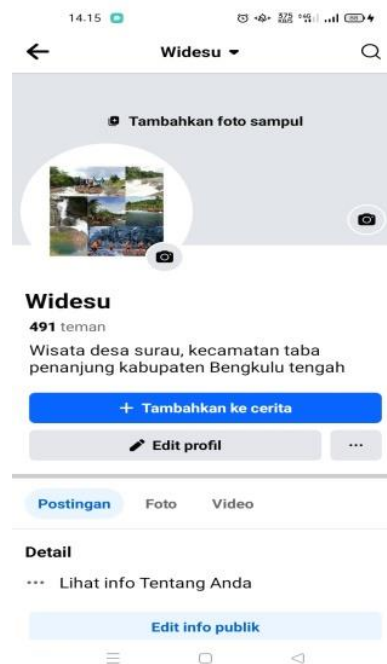 14.15
Widesu
Tambahkan foto sampul
Widesu
491 teman
Wisata desa surau, kecamatan taba
penanjung kabupaten Bengkulu tengah
+ Tambahkan ke cerita
Edit profil
Postingan Foto Video
Detail
Lihat info Tentang Anda
Edit info publik